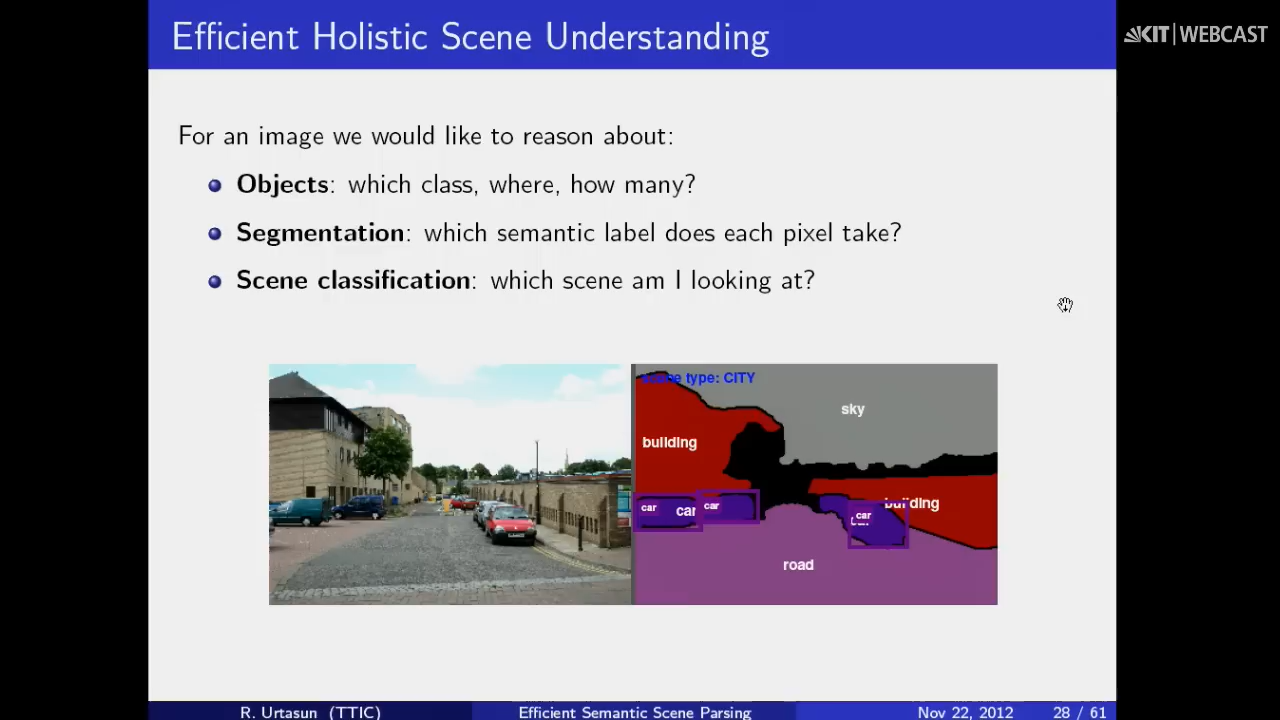 Efficient Holistic Scene Understanding
KIT | WEBCAST
For an image we would like to reason about:
Objects: which class, where, how many?
Segmentation: which semantic label does each pixel take?
Scene classification: which scene am I looking at?
scene type: CITY
sky
building
building
car
car
car
car
car
road
R. Urtasun (TTIC)
Efficient Semantic Scene Parsing
Nov 22, 2012
28 / 61